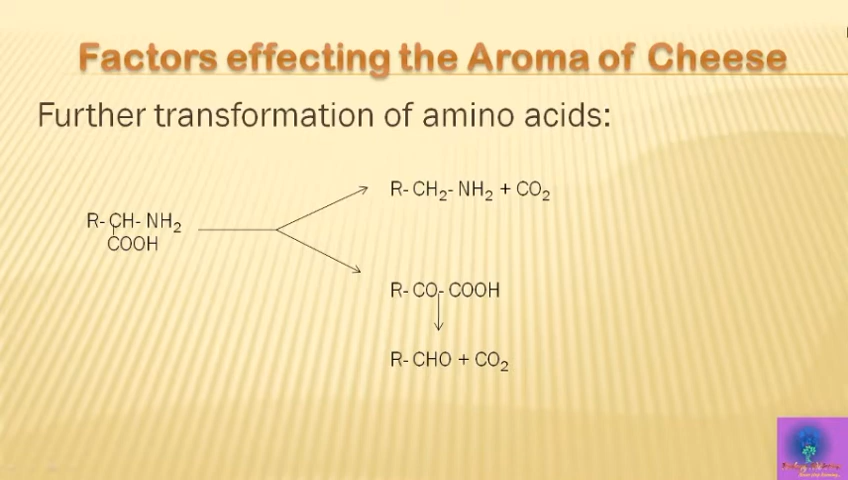 Factors effecting the Aroma of Cheese
Further transformation of amino acids:
R- CH₂- NH₂ + CO₂
R- CH- NH₂
COOH
R- CO- COOH
R- CHO + CO₂